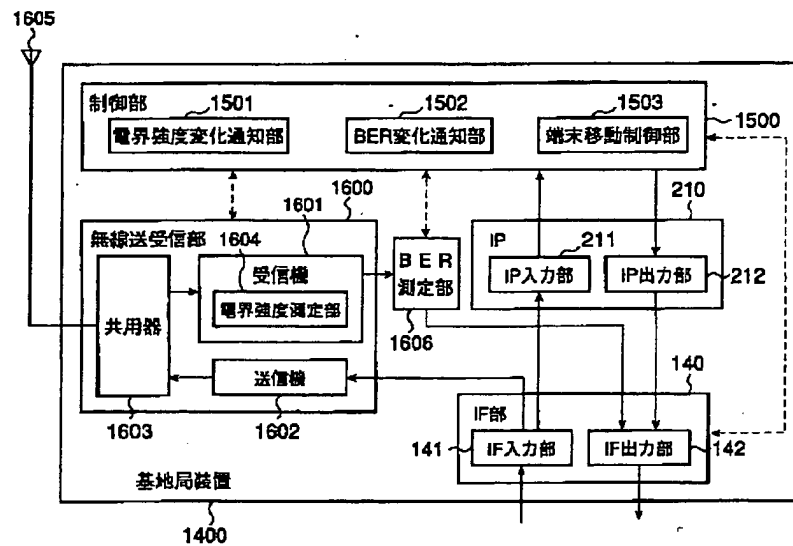 1605
制御部
1501
電界強度変化通知部
1502
BER変化通知部
1503
端末移動制御部
1500
1600
1601
210
無線送受信部
1604
受信機
電界強度測定部
共用器
BER
測定部
1606
IP
211
IP入力部
IP出力部
212
送信機
1603
1602
140
IF部
141
IF入力部
IF出力部
142
基地局装置
1400